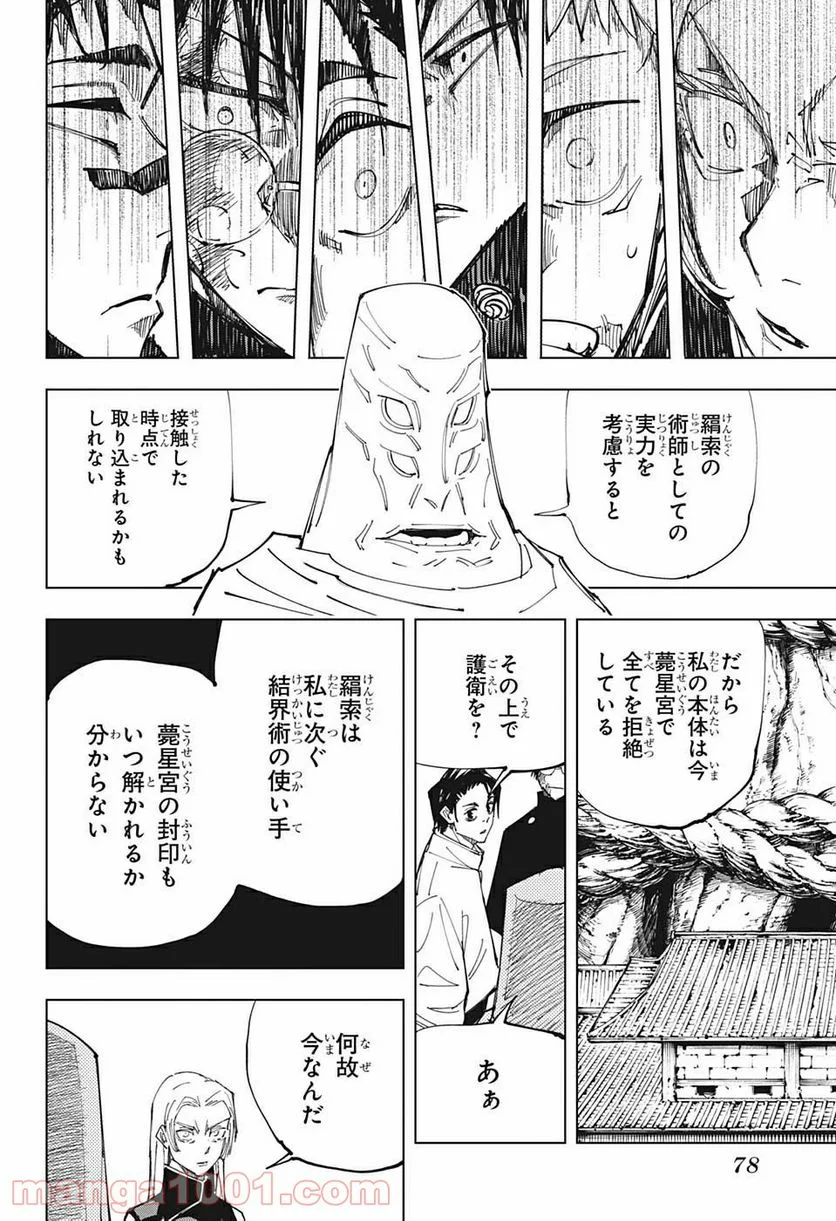 羂索の
術師としての
実力を
考慮すると
接触した
時点で
取り込まれるかも
しれない
だから
私の本体は今
薨星宮で
全てを拒絶
している
その上で
護衛を?
あぁ
羂索は
私に次ぐ
結界術の使い手
薨星宮の封印も
いつ解かれるか
分からない
何故
今なんだ
78
manga1001.com